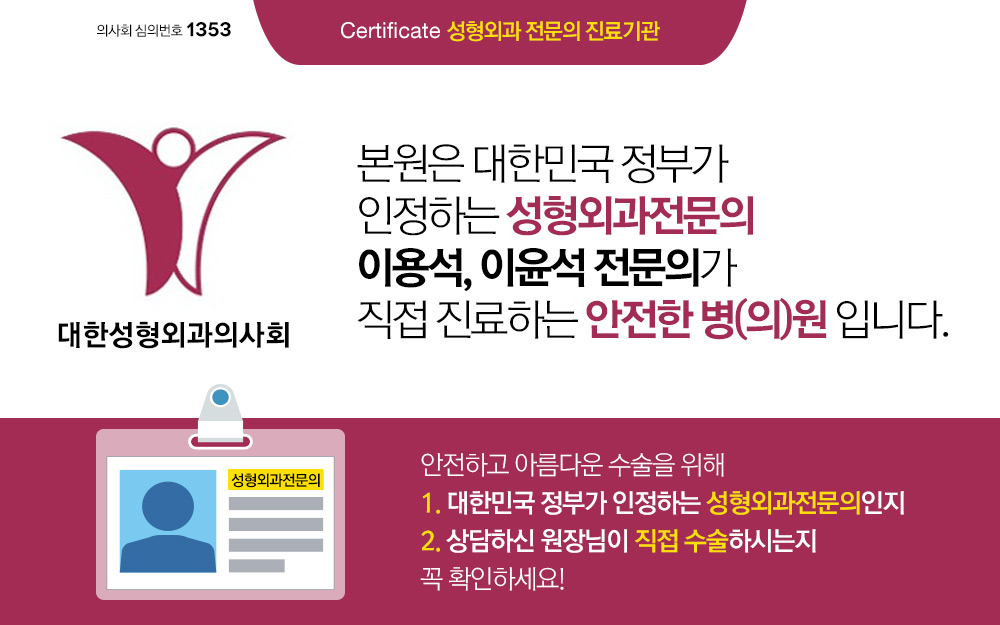 의사회 심의번호 1353
Certificate 성형외과 전문의 진료기관
본원은 대한민국 정부가
인정하는 성형외과전문의
이용석, 이윤석 전문의가
직접 진료하는 안전한 병(의)원 입니다.
대한성형외과의사회
성형외과전문의
안전하고 아름다운 수술을 위해
1. 대한민국 정부가 인정하는 성형외과전문의인지
2. 상담하신 원장님이 직접 수술하시는지
꼭 확인하세요!